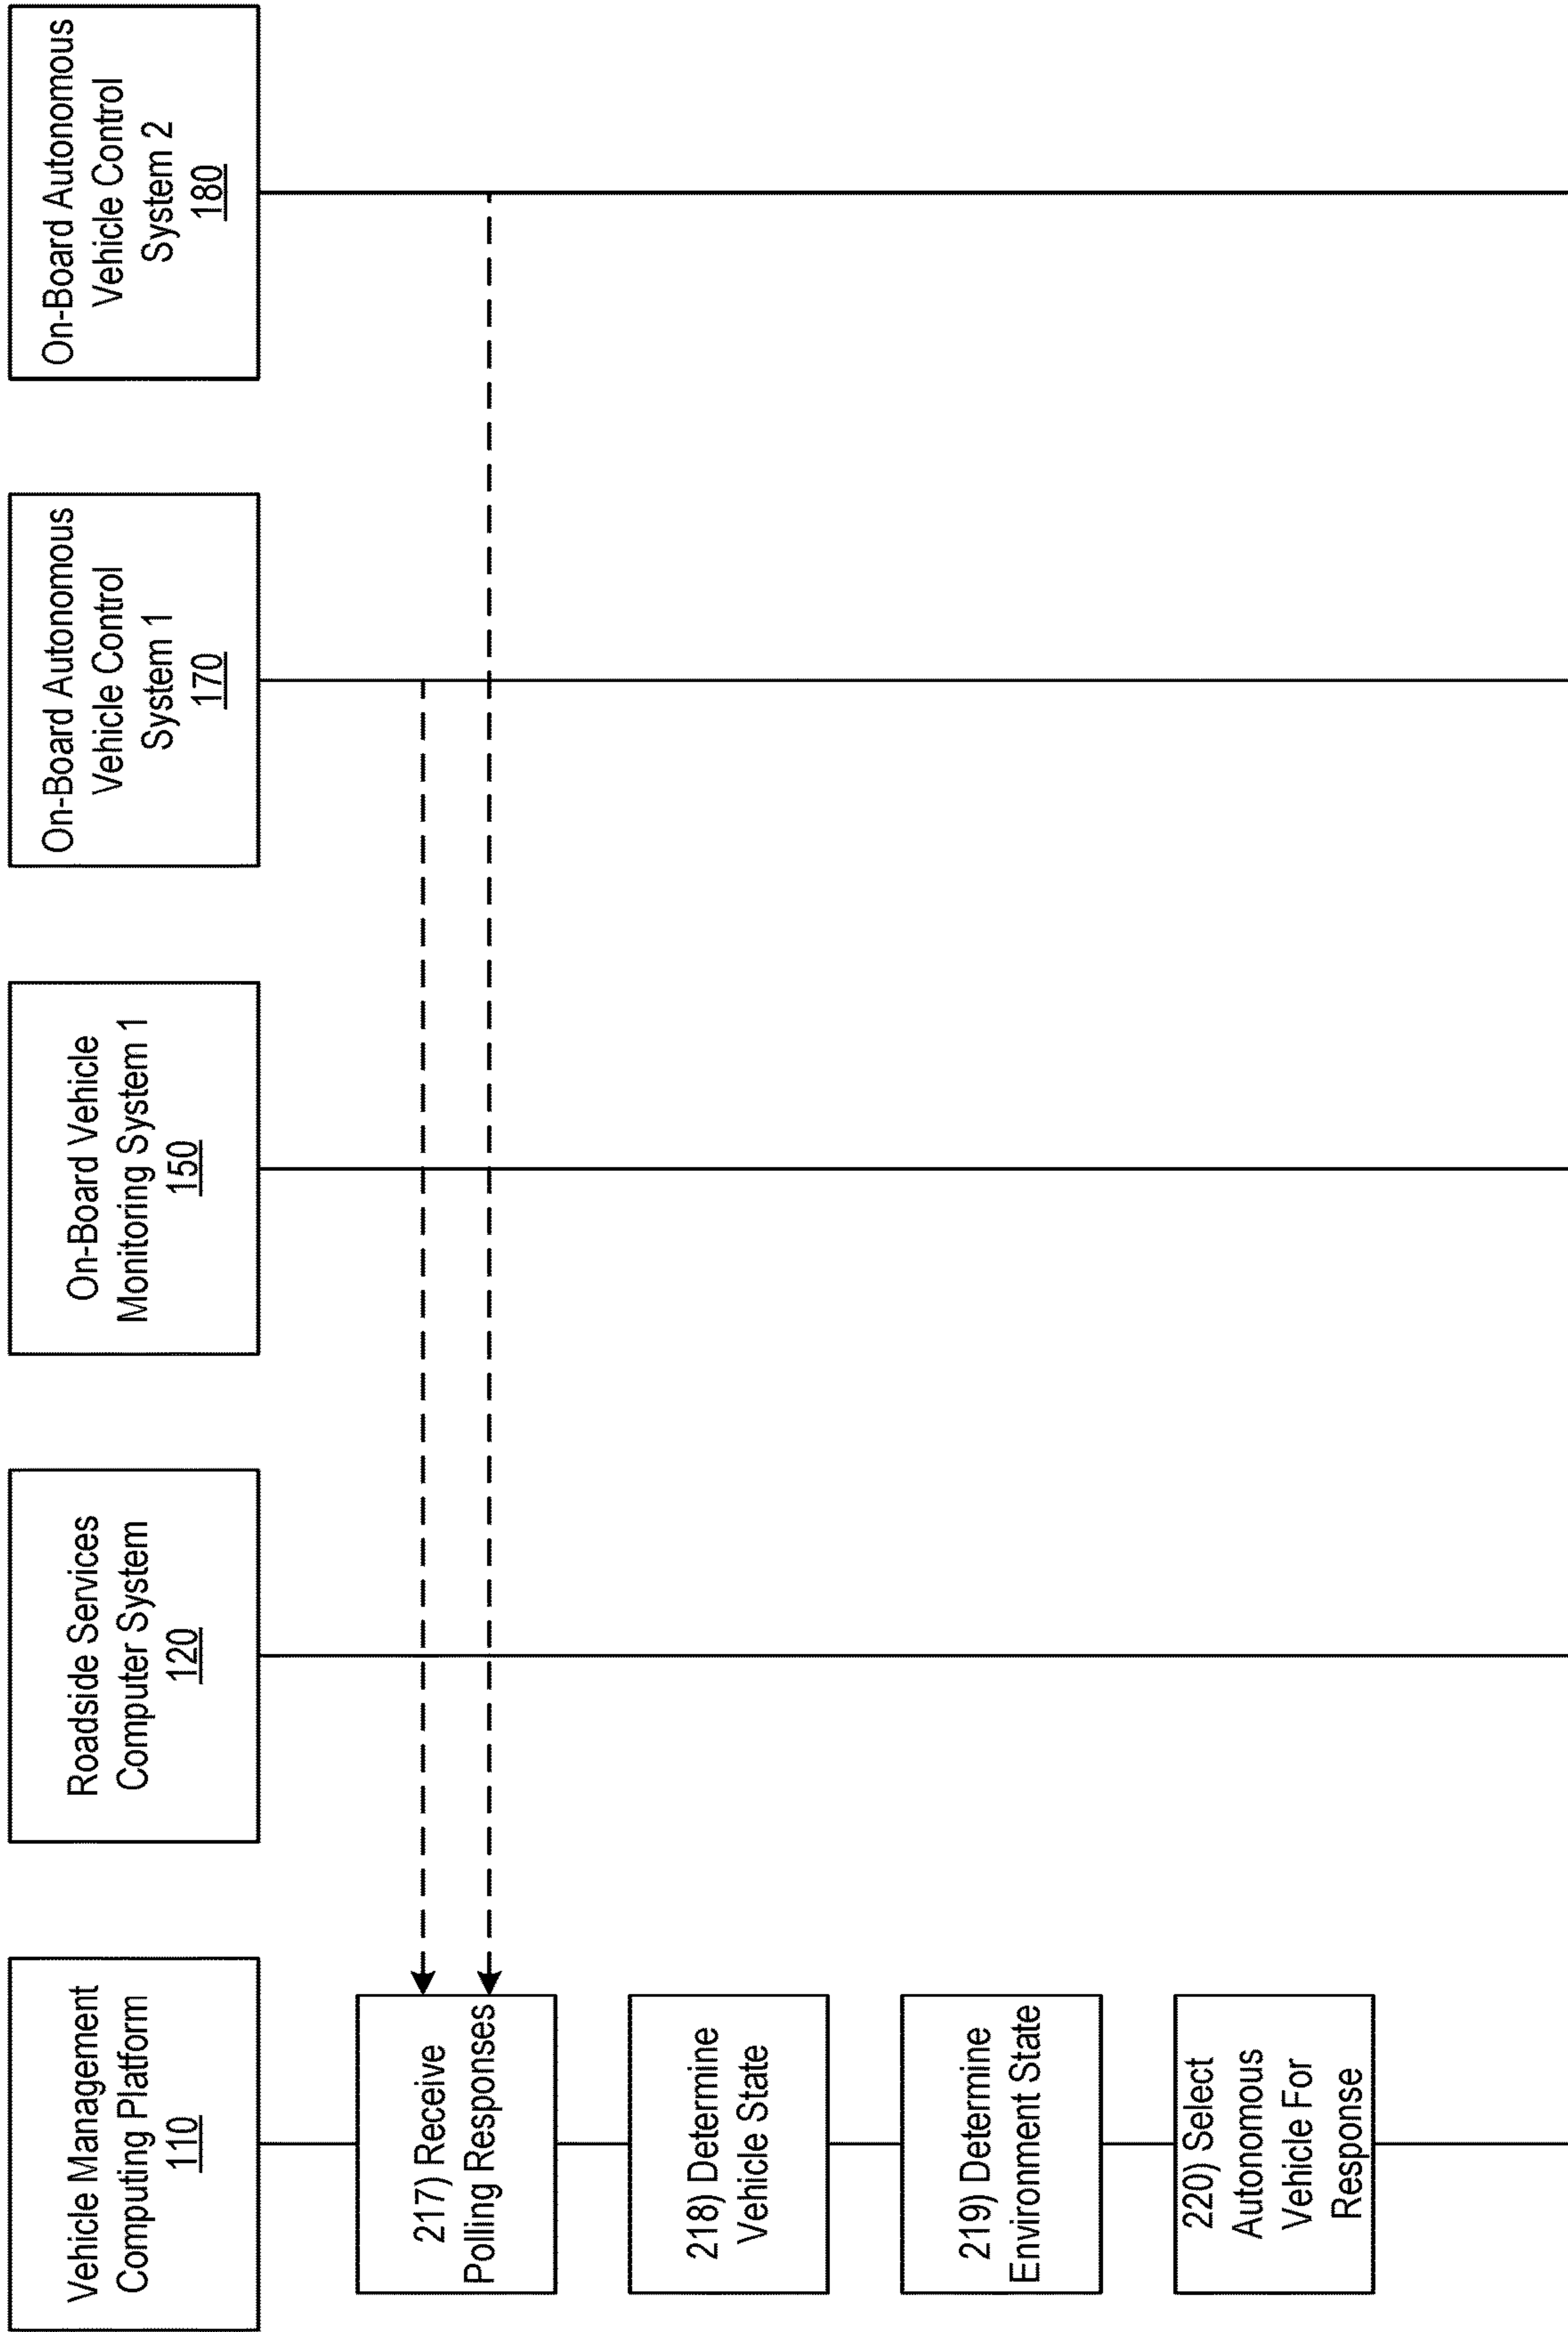 Vehicle Management
Computing Platform
110
Roadside Services
Computer System
120
On-Board Vehicle
Monitoring System 1
150
On-Board Autonomous
Vehicle Control
System 1
170
On-Board Autonomous
Vehicle Control
System 2
180
217) Receive
Polling Responses
218) Determine
Vehicle State
219) Determine
Environment State
220) Select
Autonomous
Vehicle For
Response